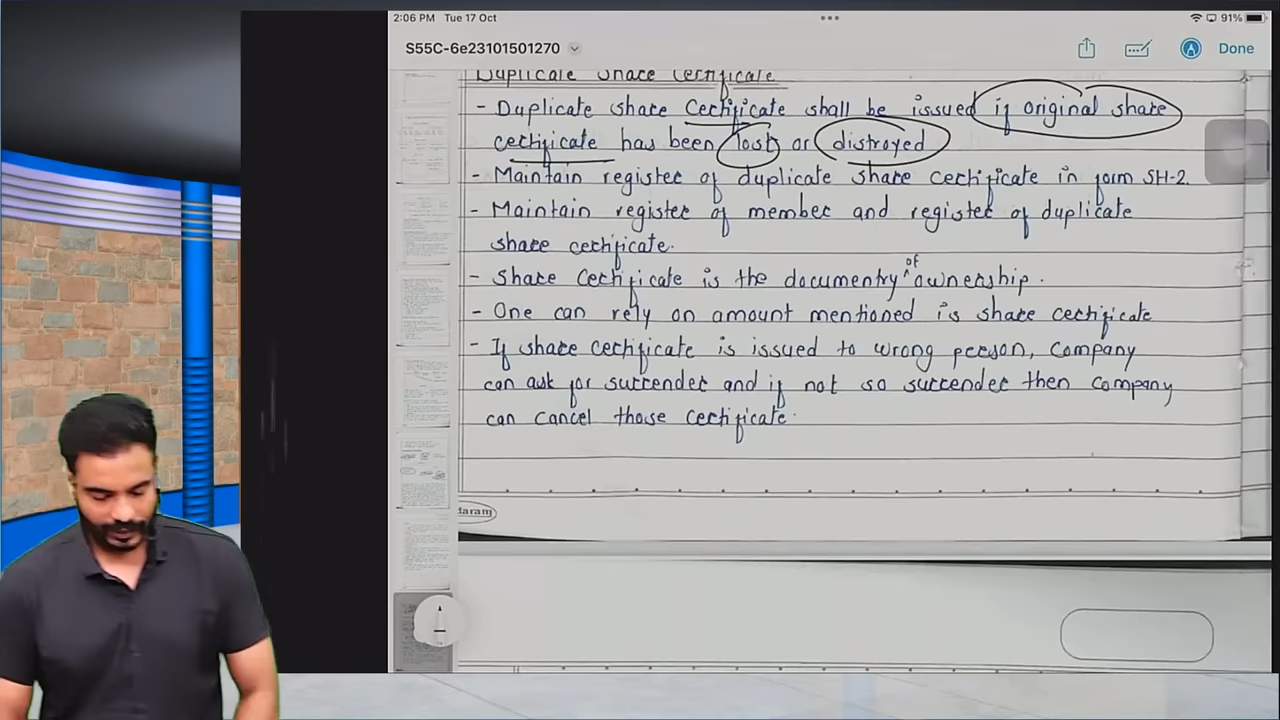 2:06 PM Tue 17 Oct
91%
S55C-6e23101501270
Done
Duplicate share certificate
- Duplicate share certificate shall be issued if original share
certificate has been lost or distroyed
- Maintain register of duplicate share certificate in form SH-2.
- Maintain register of member and register of duplicate
share certificate.
of
- share certificate is the documentry ^ ownership.
- One can rely on amount mentioned is share certificate
- If share certificate is issued to wrong person, company
can ask for surrender and if not so surrender then company
can cancel those certificate.